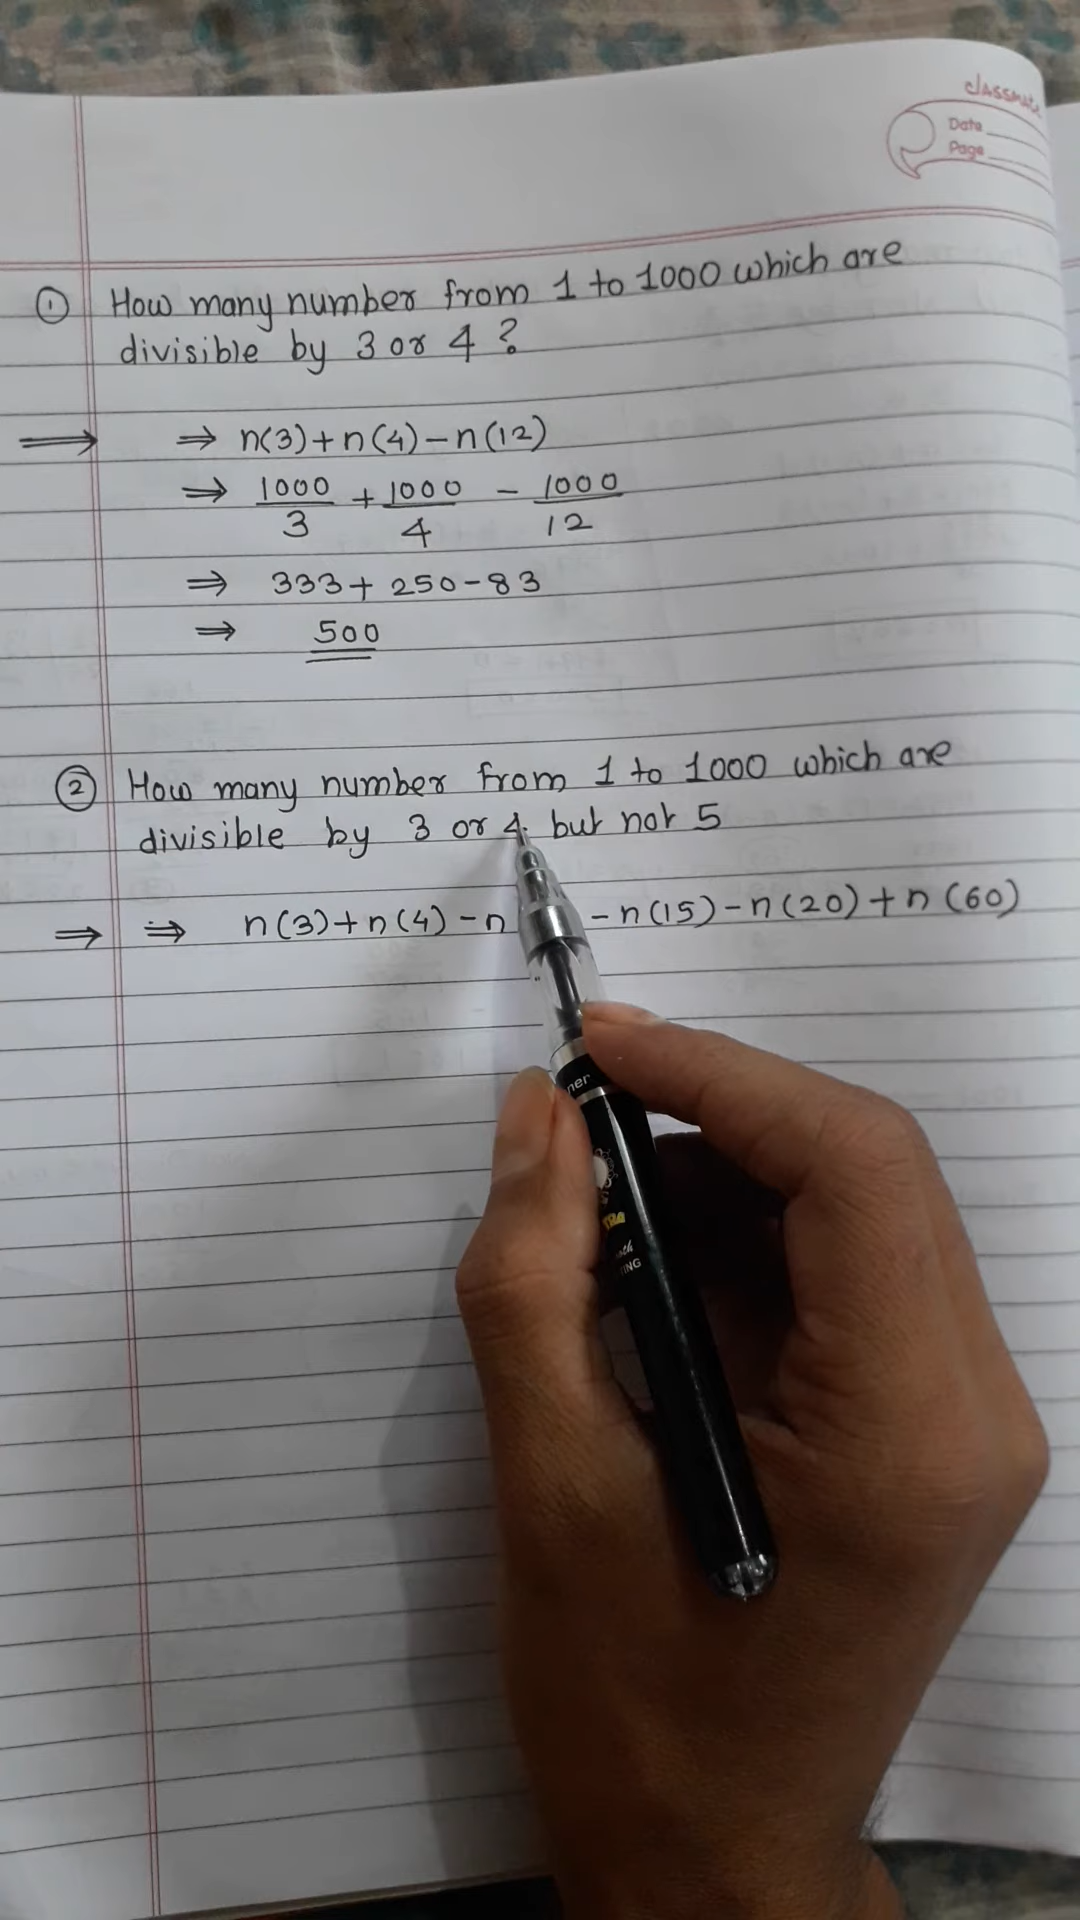 classmate
Date
Page
① How many number from 1 to 1000 which are
divisible by 3 or 4 ?
⇒ ⇒ n(3)+n(4)-n(12)
⇒ 1000/3 + 1000/4 - 1000/12
⇒ 333+ 250-83
⇒ 500
② How many number from 1 to 1000 which are
divisible by 3 or 4 but not 5
⇒ ⇒ n(3)+n(4)-n -n(15)-n(20)+n(60)
ner
ING